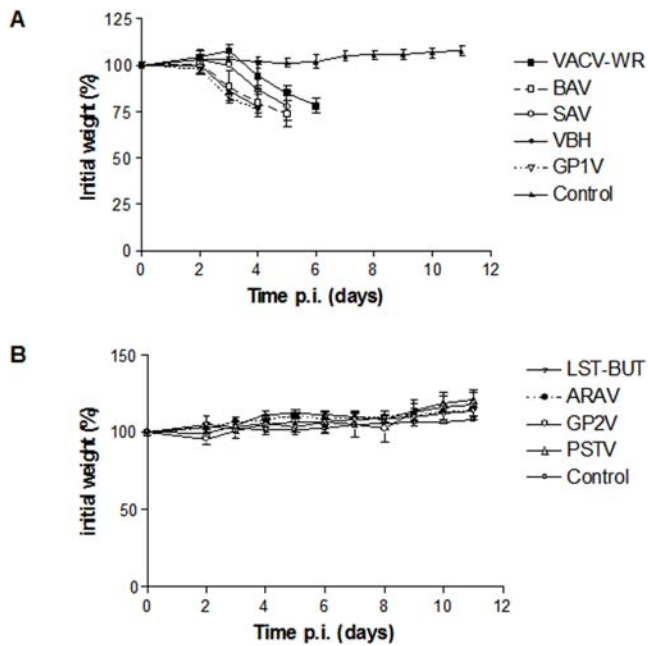 A
125
100
75
50
25
0
Initial weight (%)
0 2 4 6 8 10 12
Time p.i. (days)
VACV-WR
BAV
SAV
VBH
GP1V
Control
B
150
100
50
0
initial weight (%)
0 2 4 6 8 10 12
Time p.i. (days)
LST-BUT
ARAV
GP2V
PSTV
Control